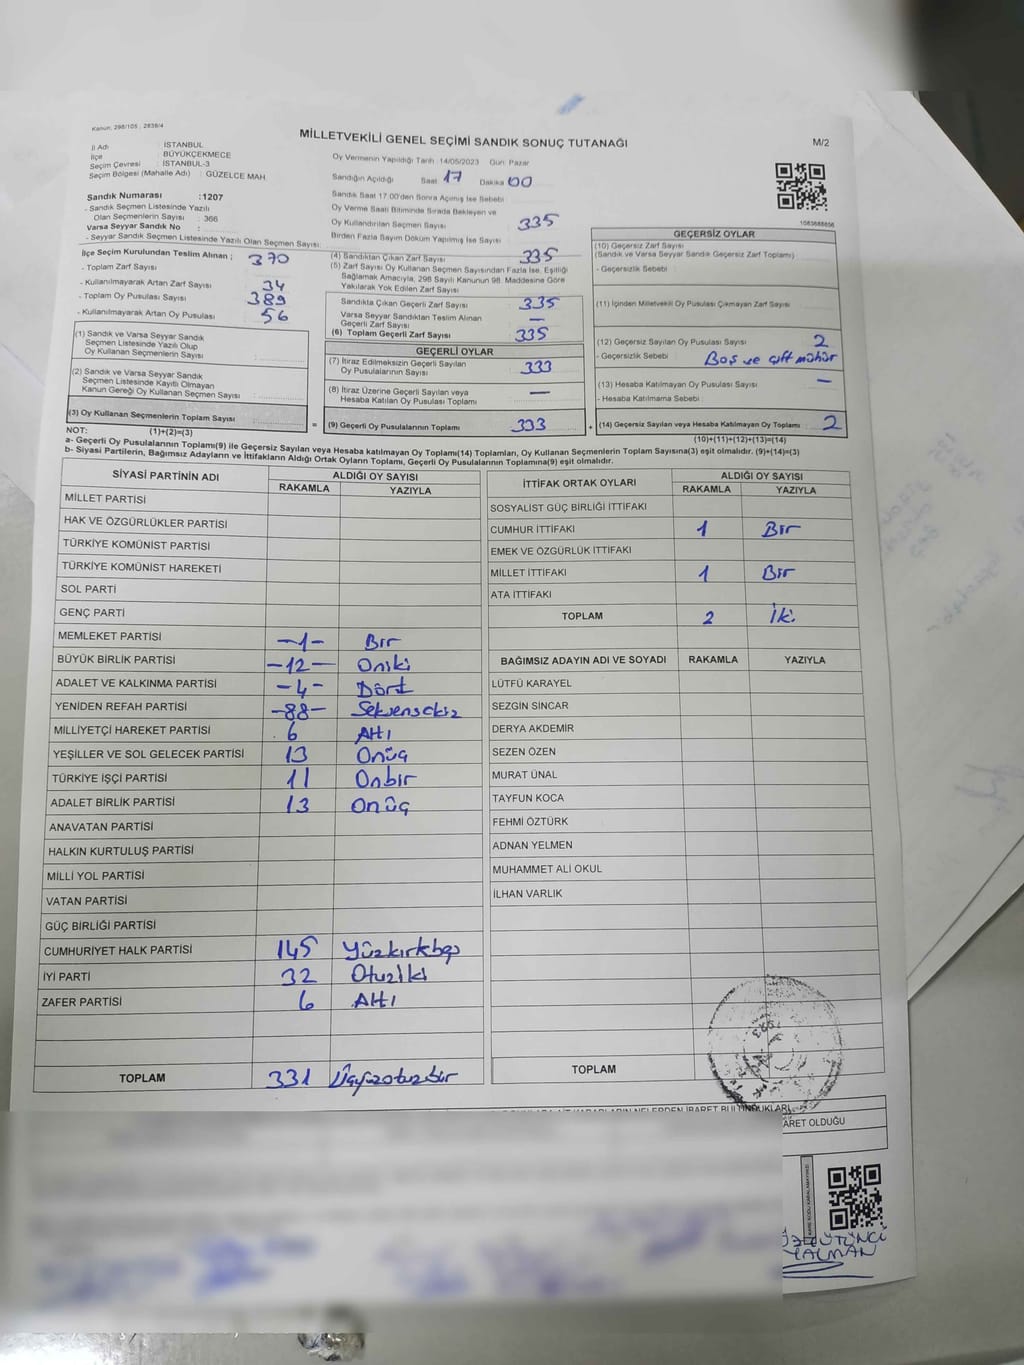 Kanun: 298/105 ; 2839/4
MİLLETVEKİLİ GENEL SEÇİMİ SANDIK SONUÇ TUTANAĞI
M/2
İl Adı : İSTANBUL
İlçe : BÜYÜKÇEKMECE
Seçim Çevresi : İSTANBUL-3
Seçim Bölgesi (Mahalle Adı) : GÜZELCE MAH.
Sandık Numarası : 1207
- Sandık Seçmen Listesinde Yazılı
Olan Seçmenlerin Sayısı : 366
Varsa Seyyar Sandık No :
- Seyyar Sandık Seçmen Listesinde Yazılı Olan Seçmen Sayısı:
Oy Vermenin Yapıldığı Tarih :14/05/2023 Gün: Pazar
Sandığın Açıldığı Saat 17 Dakika 00
Sandık Saat 17.00'den Sonra Açılmış İse Sebebi
Oy Verme Saati Bitiminde Sırada Bekleyen ve
Oy Kullandırılan Seçmen Sayısı 335
Birden Fazla Sayım Döküm Yapılmış İse Sayısı
1083688656
İlçe Seçim Kurulundan Teslim Alınan ; 370
- Toplam Zarf Sayısı
- Kullanılmayarak Artan Zarf Sayısı 34
- Toplam Oy Pusulası Sayısı 389
- Kullanılmayarak Artan Oy Pusulası 56
(1) Sandık ve Varsa Seyyar Sandık
Seçmen Listesinde Yazılı Olup
Oy Kullanan Seçmenlerin Sayısı
(2) Sandık ve Varsa Seyyar Sandık
Seçmen Listesinde Kayıtlı Olmayan
Kanun Gereği Oy Kullanan Seçmen Sayısı
(3) Oy Kullanan Seçmenlerin Toplam Sayısı
(1)+(2)=(3)
(4) Sandıktan Çıkan Zarf Sayısı 335
(5) Zarf Sayısı Oy Kullanan Seçmen Sayısından Fazla İse, Eşitliği
Sağlamak Amacıyla, 298 Sayılı Kanunun 98. Maddesine Göre
Yakılarak Yok Edilen Zarf Sayısı
Sandıkta Çıkan Geçerli Zarf Sayısı 335
Varsa Seyyar Sandıktan Teslim Alınan
Geçerli Zarf Sayısı —
(6) Toplam Geçerli Zarf Sayısı 335
GEÇERLİ OYLAR
(7) İtiraz Edilmeksizin Geçerli Sayılan
Oy Pusulalarının Sayısı 333
(8) İtiraz Üzerine Geçerli Sayılan veya
Hesaba Katılan Oy Pusulası Toplamı —
= (9) Geçerli Oy Pusulalarının Toplamı 333
GEÇERSİZ OYLAR
(10) Geçersiz Zarf Sayısı
(Sandık ve Varsa Seyyar Sandık Geçersiz Zarf Toplamı)
- Geçersizlik Sebebi :
(11) İçinden Milletvekili Oy Pusulası Çıkmayan Zarf Sayısı
(12) Geçersiz Sayılan Oy Pusulası Sayısı 2
- Geçersizlik Sebebi : Boş ve çift mühür
(13) Hesaba Katılmayan Oy Pusulası Sayısı —
- Hesaba Katılmama Sebebi :
+ (14) Geçersiz Sayılan veya Hesaba Katılmayan Oy Toplamı 2
(10)+(11)+(12)+(13)=(14)
NOT:
a- Geçerli Oy Pusulalarının Toplamı(9) ile Geçersiz Sayılan veya Hesaba katılmayan Oy Toplamı(14) Toplamları, Oy Kullanan Seçmenlerin Toplam Sayısına(3) eşit olmalıdır. (9)+(14)=(3)
b- Siyasi Partilerin, Bağımsız Adayların ve İttifakların Aldığı Ortak Oyların Toplamı, Geçerli Oy Pusulalarının Toplamına(9) eşit olmalıdır.
SİYASİ PARTİNİN ADI ALDIĞI OY SAYISI
RAKAMLA YAZIYLA
MİLLET PARTİSİ
HAK VE ÖZGÜRLÜKLER PARTİSİ
TÜRKİYE KOMÜNİST PARTİSİ
TÜRKİYE KOMÜNİST HAREKETİ
SOL PARTİ
GENÇ PARTİ
MEMLEKET PARTİSİ -1- Bir
BÜYÜK BİRLİK PARTİSİ -12- Oniki
ADALET VE KALKINMA PARTİSİ -4- Dört
YENİDEN REFAH PARTİSİ -88- Seksensekiz
MİLLİYETÇİ HAREKET PARTİSİ 6 Altı
YEŞİLLER VE SOL GELECEK PARTİSİ 13 Onüç
TÜRKİYE İŞÇİ PARTİSİ 11 Onbir
ADALET BİRLİK PARTİSİ 13 Onüç
ANAVATAN PARTİSİ
HALKIN KURTULUŞ PARTİSİ
MİLLİ YOL PARTİSİ
VATAN PARTİSİ
GÜÇ BİRLİĞİ PARTİSİ
CUMHURİYET HALK PARTİSİ 145 Yüzkırkbeş
İYİ PARTİ 32 Otuziki
ZAFER PARTİSİ 6 Altı
TOPLAM 331 Üçyüzotuzbir
İTTİFAK ORTAK OYLARI ALDIĞI OY SAYISI
RAKAMLA YAZIYLA
SOSYALİST GÜÇ BİRLİĞİ İTTİFAKI
CUMHUR İTTİFAKI 1 Bir
EMEK VE ÖZGÜRLÜK İTTİFAKI
MİLLET İTTİFAKI 1 Bir
ATA İTTİFAKI
TOPLAM 2 İki
BAĞIMSIZ ADAYIN ADI VE SOYADI RAKAMLA YAZIYLA
LÜTFÜ KARAYEL
SEZGİN SİNCAR
DERYA AKDEMİR
SEZEN ÖZEN
MURAT ÜNAL
TAYFUN KOCA
FEHMİ ÖZTÜRK
ADNAN YELMEN
MUHAMMET ALİ OKUL
İLHAN VARLIK
TOPLAM
OLDUĞU
YALMAN